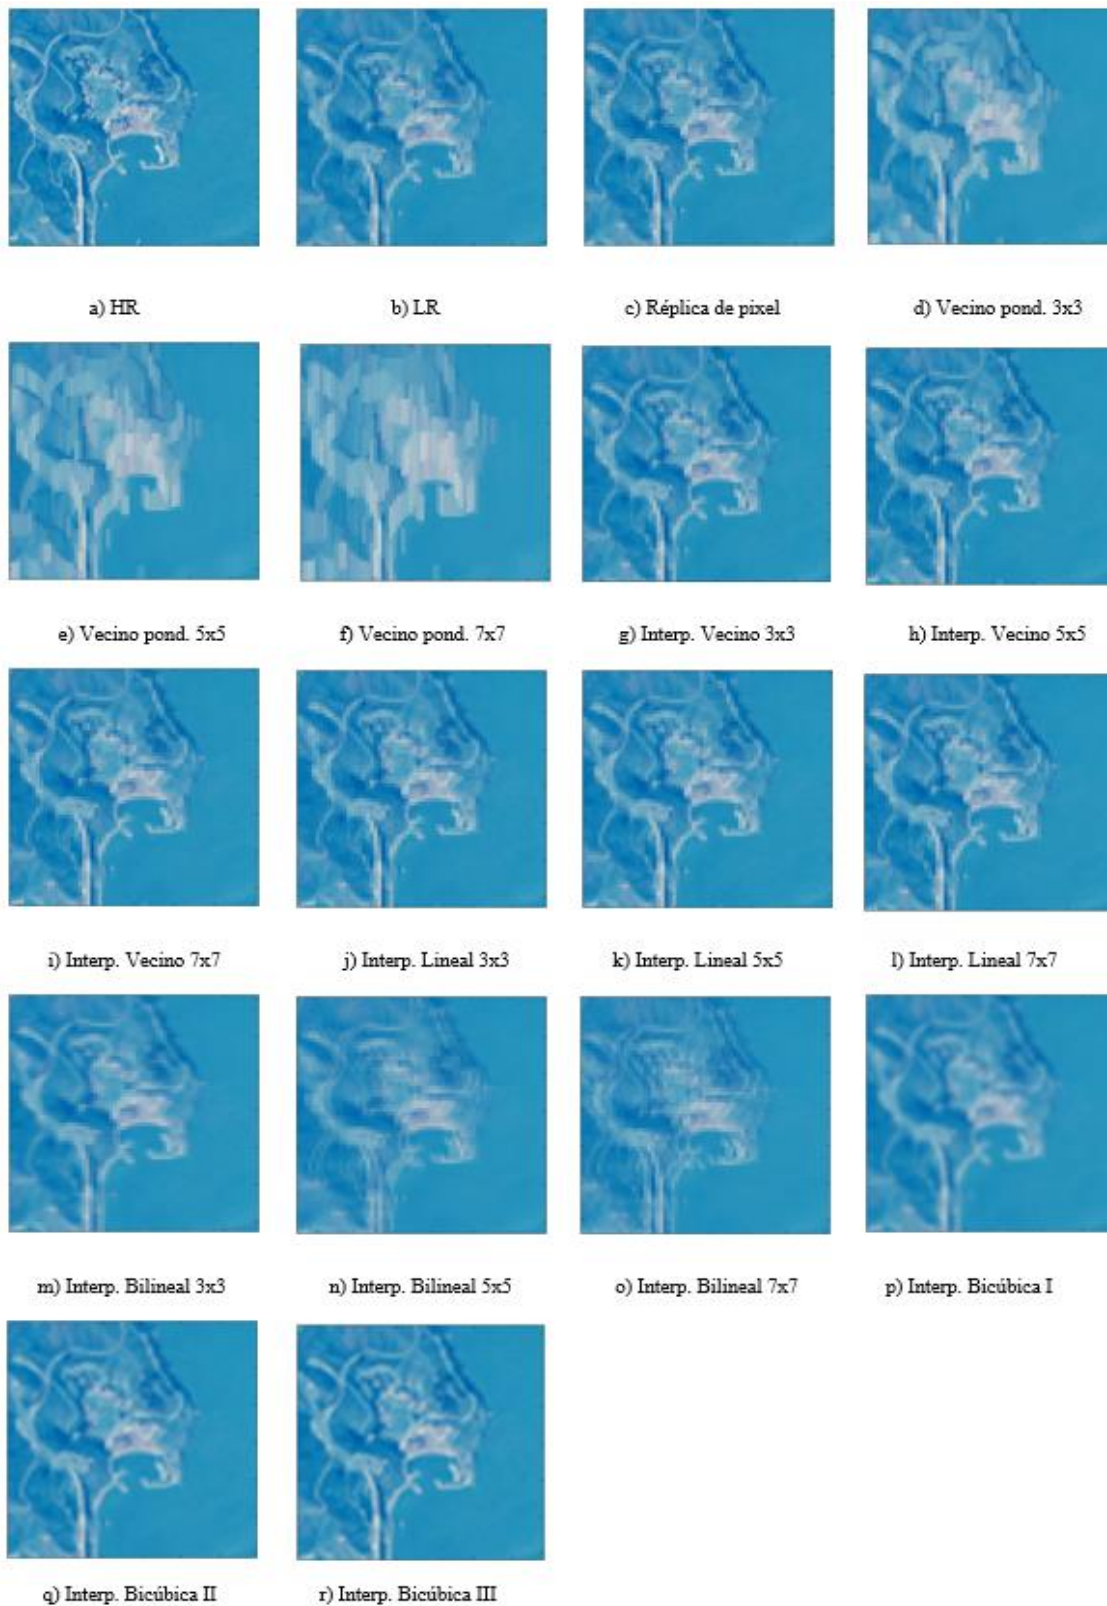 a) HR
b) LR
c) Réplica de pixel
d) Vecino pond. 3x3
e) Vecino pond. 5x5
f) Vecino pond. 7x7
g) Interp. Vecino 3x3
h) Interp. Vecino 5x5
i) Interp. Vecino 7x7
j) Interp. Lineal 3x3
k) Interp. Lineal 5x5
l) Interp. Lineal 7x7
m) Interp. Bilineal 3x3
n) Interp. Bilineal 5x5
o) Interp. Bilineal 7x7
p) Interp. Bicúbica I
q) Interp. Bicúbica II
r) Interp. Bicúbica III